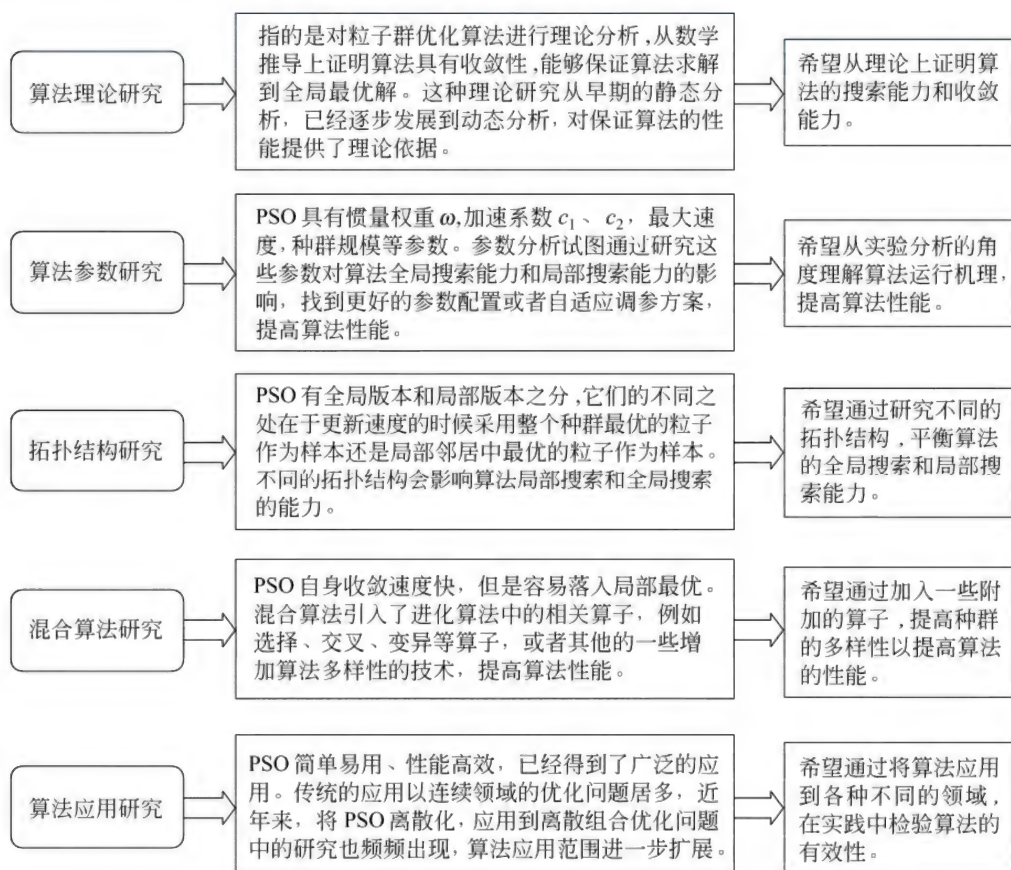 算法理论研究
指的是对粒子群优化算法进行理论分析,从数学
推导上证明算法具有收敛性,能够保证算法求解
到全局最优解。这种理论研究从早期的静态分
析，已经逐步发展到动态分析，对保证算法的性
能提供了理论依据。
希望从理论上证明算
法的搜索能力和收敛
能力。
算法参数研究
PSO 具有惯量权重 ω,加速系数 c₁、 c₂， 最大速
度,种群规模等参数。参数分析试图通过研究这
些参数对算法全局搜索能力和局部搜索能力的影
响，找到更好的参数配置或者自适应调参方案，
提高算法性能。
希望从实验分析的角
度理解算法运行机理，
提高算法性能。
拓扑结构研究
PSO 有全局版本和局部版本之分,它们的不同之
处在于更新速度的时候采用整个种群最优的粒子
作为样本还是局部邻居中最优的粒子作为样本。
不同的拓扑结构会影响算法局部搜索和全局搜索
的能力。
希望通过研究不同的
拓扑结构，平衡算法
的全局搜索和局部搜
索能力。
混合算法研究
PSO 自身收敛速度快，但是容易落入局部最优。
混合算法引入了进化算法中的相关算子，例如
选择、交叉、变异等算子，或者其他的一些增
加算法多样性的技术，提高算法性能。
希望通过加入一些附
加的算子，提高种群
的多样性以提高算法
的性能。
算法应用研究
PSO 简单易用、性能高效，已经得到了广泛的应
用。传统的应用以连续领域的优化问题居多，近
年来，将 PSO 离散化，应用到离散组合优化问题
中的研究也频频出现，算法应用范围进一步扩展。
希望通过将算法应用
到各种不同的领域，
在实践中检验算法的
有效性。